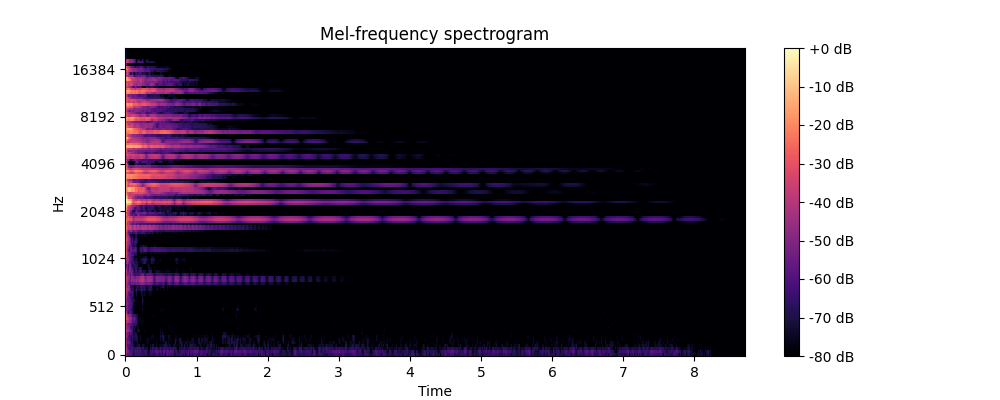 Mel-frequency spectrogram
Hz
16384
8192
4096
2048
1024
512
0
0 1 2 3 4 5 6 7 8
Time
+0 dB
-10 dB
-20 dB
-30 dB
-40 dB
-50 dB
-60 dB
-70 dB
-80 dB